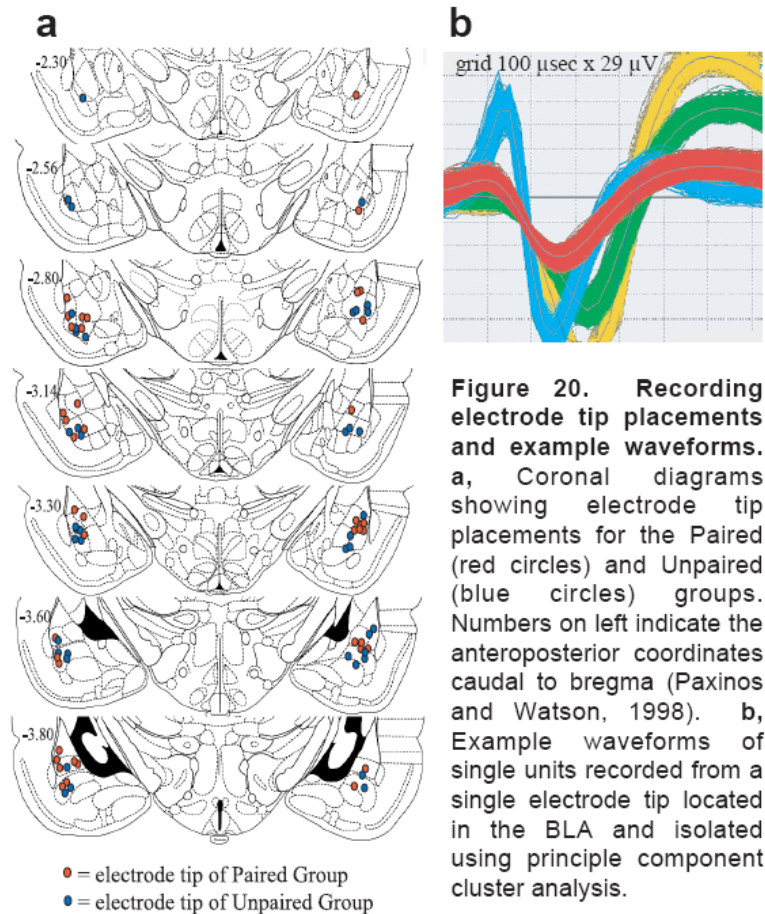 a
-2.30
-2.56
-2.80
-3.14
-3.30
-3.60
-3.80
= electrode tip of Paired Group
= electrode tip of Unpaired Group
b
grid 100 µsec x 29 µV
Figure 20. Recording
electrode tip placements
and example waveforms.
a, Coronal diagrams
showing electrode tip
placements for the Paired
(red circles) and Unpaired
(blue circles) groups.
Numbers on left indicate the
anteroposterior coordinates
caudal to bregma (Paxinos
and Watson, 1998). b,
Example waveforms of
single units recorded from a
single electrode tip located
in the BLA and isolated
using principle component
cluster analysis.